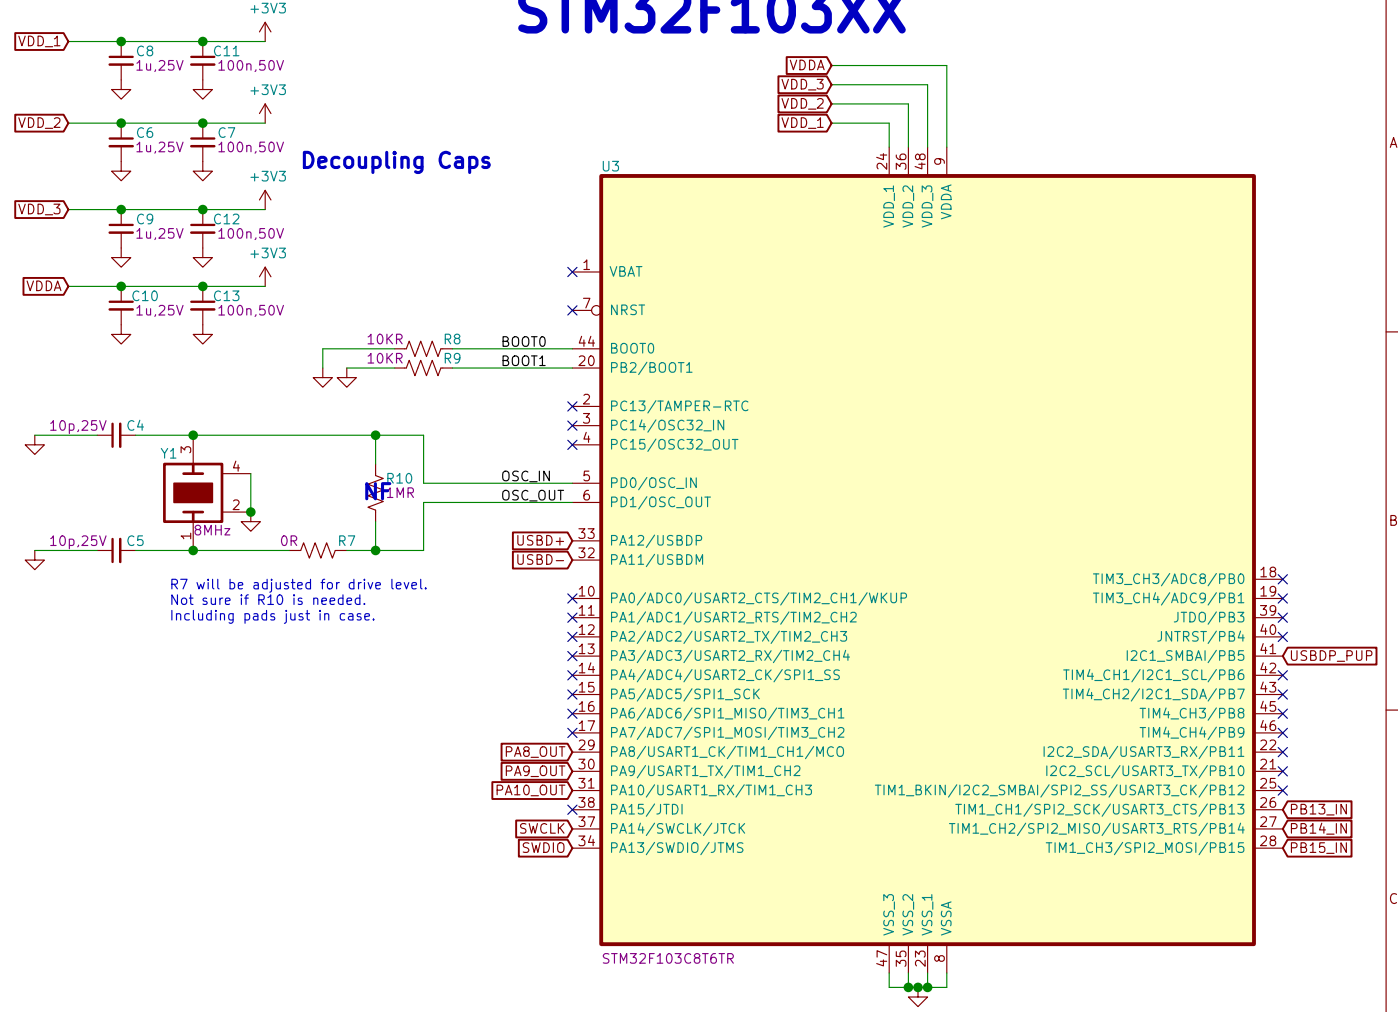 STM32F103XX
+3V3
VDD_1
C8
1u,25V
C11
100n,50V
+3V3
VDD_2
C6
1u,25V
C7
100n,50V
Decoupling Caps
+3V3
VDD_3
C9
1u,25V
C12
100n,50V
+3V3
VDDA
C10
1u,25V
C13
100n,50V
VDDA
VDD_3
VDD_2
VDD_1
24
36
48
9
U3
VDD_1
VDD_2
VDD_3
VDDA
1
VBAT
7
NRST
10KR
R8
BOOT0
44
BOOT0
10KR
R9
BOOT1
20
PB2/BOOT1
2
PC13/TAMPER-RTC
3
PC14/OSC32_IN
4
PC15/OSC32_OUT
10p,25V
C4
Y1
3
4
2
1
8MHz
10p,25V
C5
0R
R7
R10
1MR
NF
OSC_IN
5
PD0/OSC_IN
OSC_OUT
6
PD1/OSC_OUT
R7 will be adjusted for drive level.
Not sure if R10 is needed.
Including pads just in case.
USBD+
33
PA12/USBDP
USBD-
32
PA11/USBDM
10
PA0/ADC0/USART2_CTS/TIM2_CH1/WKUP
11
PA1/ADC1/USART2_RTS/TIM2_CH2
12
PA2/ADC2/USART2_TX/TIM2_CH3
13
PA3/ADC3/USART2_RX/TIM2_CH4
14
PA4/ADC4/USART2_CK/SPI1_SS
15
PA5/ADC5/SPI1_SCK
16
PA6/ADC6/SPI1_MISO/TIM3_CH1
17
PA7/ADC7/SPI1_MOSI/TIM3_CH2
PA8_OUT
29
PA8/USART1_CK/TIM1_CH1/MCO
PA9_OUT
30
PA9/USART1_TX/TIM1_CH2
PA10_OUT
31
PA10/USART1_RX/TIM1_CH3
38
PA15/JTDI
SWCLK
37
PA14/SWCLK/JTCK
SWDIO
34
PA13/SWDIO/JTMS
TIM3_CH3/ADC8/PB0
18
TIM3_CH4/ADC9/PB1
19
JTDO/PB3
39
JNTRST/PB4
40
I2C1_SMBAI/PB5
41
USBDP_PUP
TIM4_CH1/I2C1_SCL/PB6
42
TIM4_CH2/I2C1_SDA/PB7
43
TIM4_CH3/PB8
45
TIM4_CH4/PB9
46
I2C2_SDA/USART3_RX/PB11
22
I2C2_SCL/USART3_TX/PB10
21
TIM1_BKIN/I2C2_SMBAI/SPI2_SS/USART3_CK/PB12
25
TIM1_CH1/SPI2_SCK/USART3_CTS/PB13
26
PB13_IN
TIM1_CH2/SPI2_MISO/USART3_RTS/PB14
27
PB14_IN
TIM1_CH3/SPI2_MOSI/PB15
28
PB15_IN
VSS_3
VSS_2
VSS_1
VSSA
47
35
23
8
STM32F103C8T6TR
A
B
C